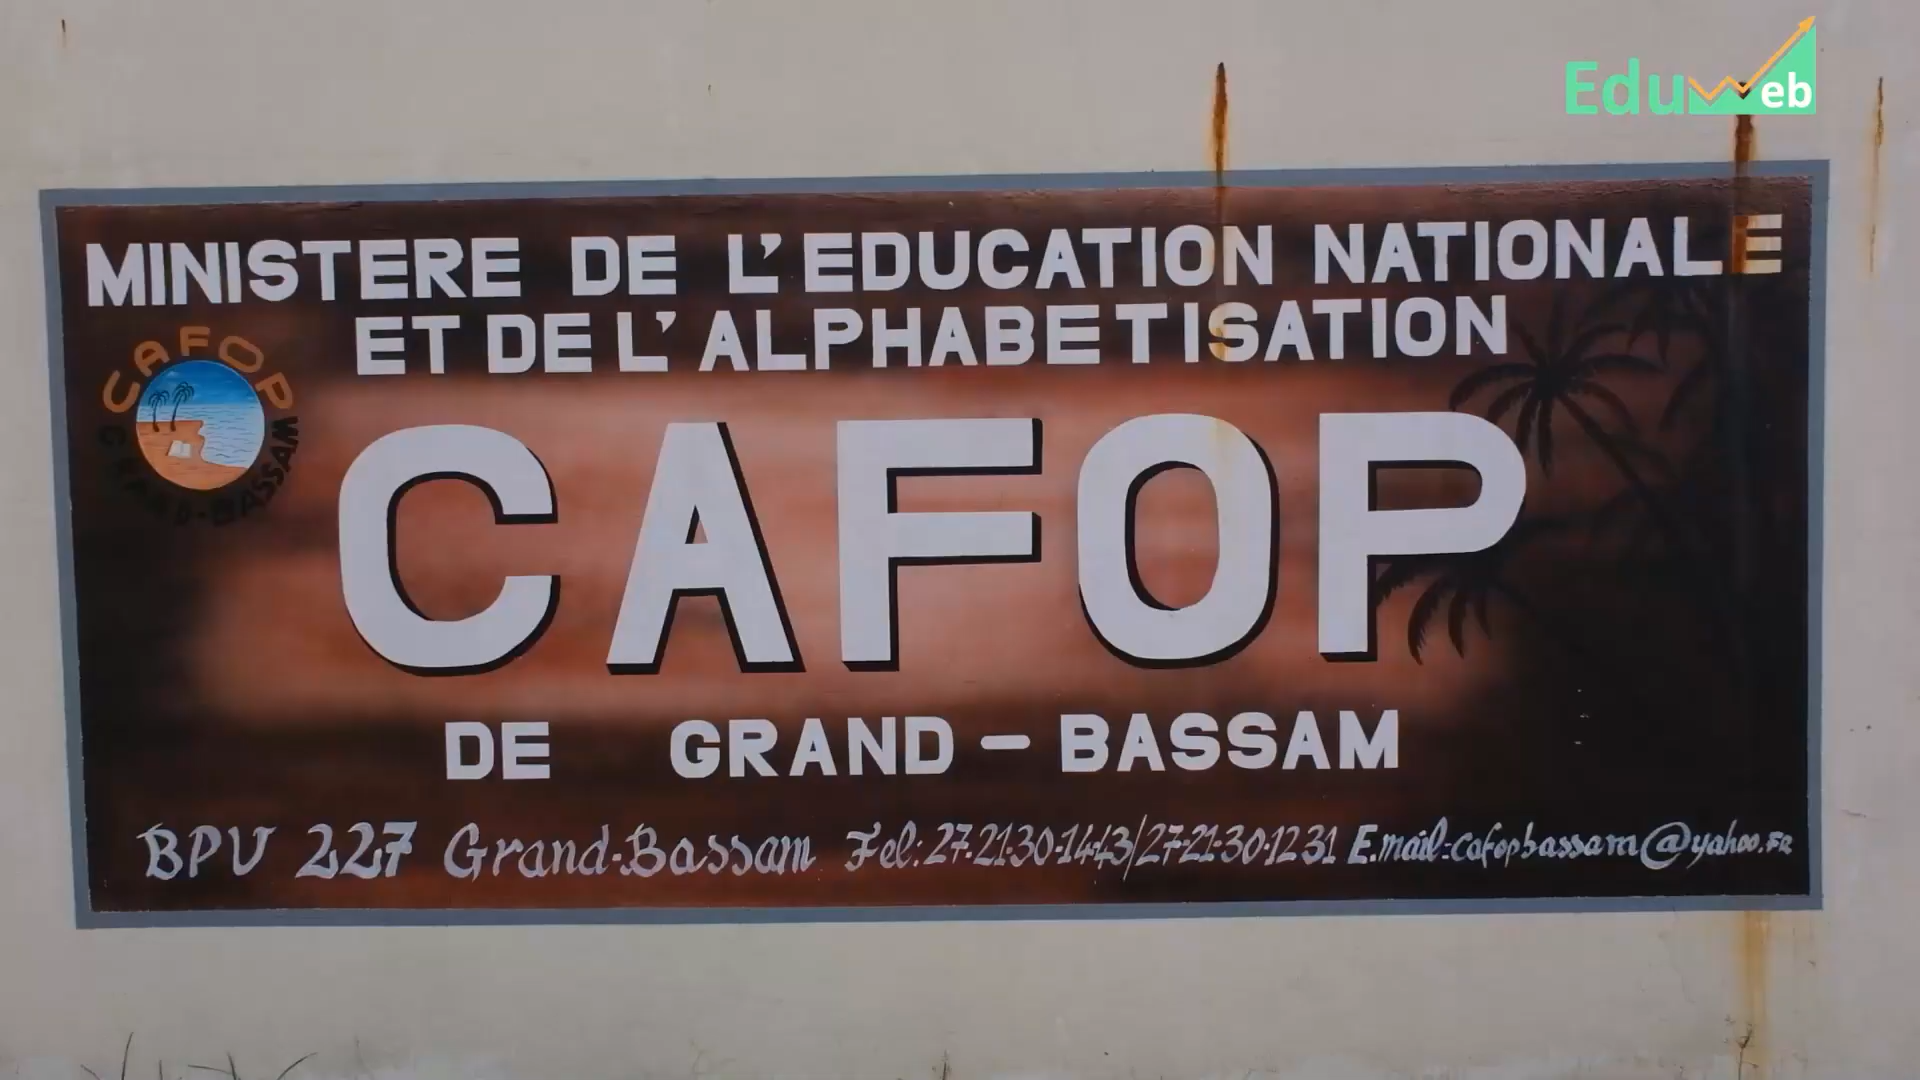 Eduweb
MINISTERE DE L'EDUCATION NATIONALE
ET DE L'ALPHABETISATION
CAFOP
GRAND-BASSAM
CAFOP
DE GRAND-BASSAM
BPV 227 Grand-Bassam Tel: 27.21.30-14-43/27-21-30-12 31 E.mail:cafopbassam@yahoo.FR